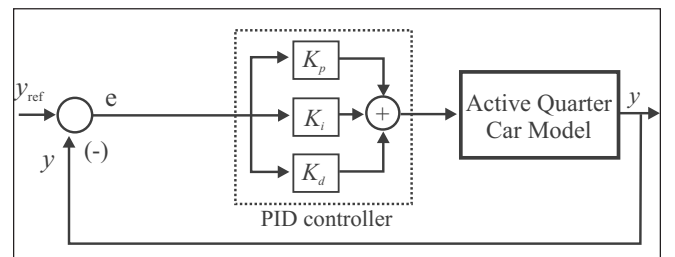 y_ref
e
y
(-)
K_p
K_i
K_d
+
PID controller
Active Quarter
Car Model
y